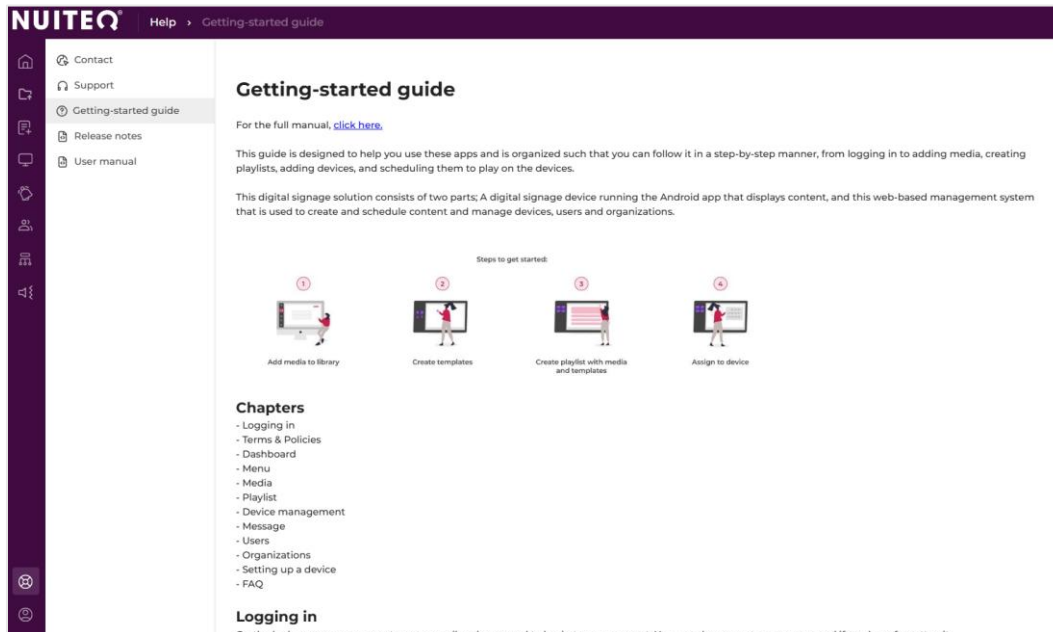 NUITEQ
Help › Getting-started guide
Contact
Support
Getting-started guide
Release notes
User manual
Getting-started guide
For the full manual, click here.
This guide is designed to help you use these apps and is organized such that you can follow it in a step-by-step manner, from logging in to adding media, creating
playlists, adding devices, and scheduling them to play on the devices.
This digital signage solution consists of two parts; A digital signage device running the Android app that displays content, and this web-based management system
that is used to create and schedule content and manage devices, users and organizations.
Steps to get started:
1
Add media to library
2
Create templates
3
Create playlist with media
and templates
4
Assign to device
Chapters
- Logging in
- Terms & Policies
- Dashboard
- Menu
- Media
- Playlist
- Device management
- Message
- Users
- Organizations
- Setting up a device
- FAQ
Logging in